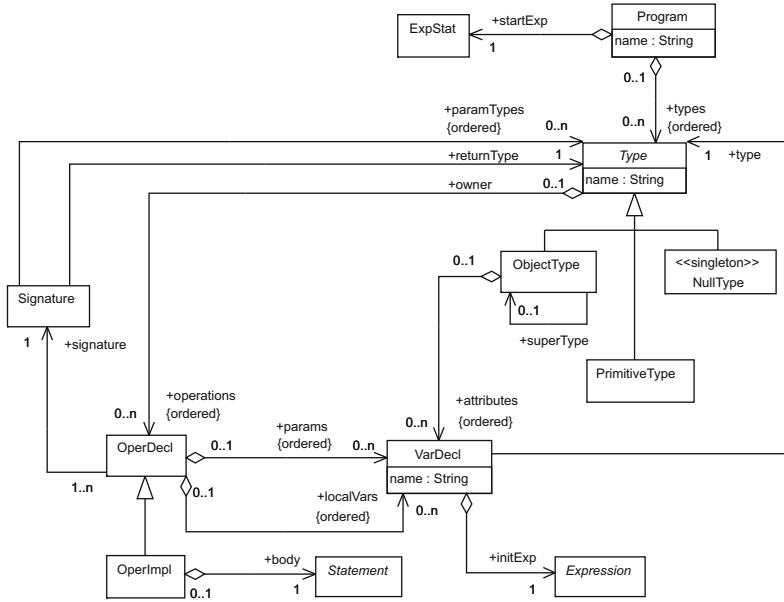 Program
name : String
ExpStat
+startExp
1
0..1
+types
{ordered}
0..n
+paramTypes
{ordered}
0..n
+returnType
1
Type
name : String
1
+type
+owner
0..1
ObjectType
0..1
0..1
+superType
<<singleton>>
NullType
PrimitiveType
Signature
1
+signature
+operations
{ordered}
0..n
+attributes
{ordered}
0..n
OperDecl
0..1
+params
{ordered}
0..n
VarDecl
name : String
1..n
0..1
+localVars
{ordered}
0..n
OperImpl
0..1
+body
1
Statement
+initExp
1
Expression